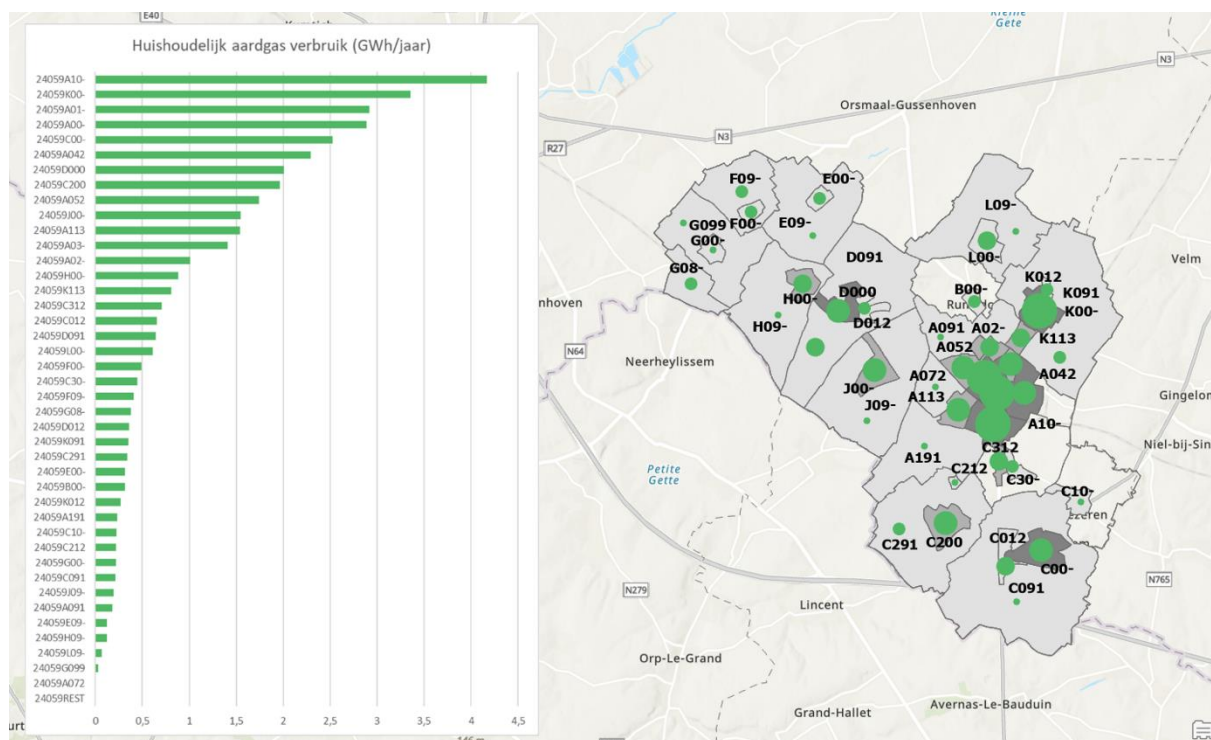 E40
Huishoudelijk aardgas verbruik (GWh/jaar)
24059A10-
24059K00-
24059A01-
24059A00-
24059C00-
24059A042
24059D000
24059C200
24059A052
24059J00-
24059A113
24059A03-
24059A02-
24059H00-
24059K113
24059C312
24059C012
24059D091
24059L00-
24059F00-
24059C30-
24059F09-
24059G08-
24059D012
24059K091
24059C291
24059E00-
24059B00-
24059K012
24059A191
24059C10-
24059C212
24059G00-
24059C091
24059J09-
24059A091
24059E09-
24059H09-
24059L09-
24059G099
24059A072
24059REST
0 0,5 1 1,5 2 2,5 3 3,5 4 4,5
Gete
N3
Orsmaal-Gussenhoven
N3
R27
F09-
E00-
L09-
G099
F00-
E09-
G00-
L00-
Velm
D091
G08-
K012
B00-
K091
D000
H00-
K00-
nhoven
D012
H09-
A091
A02-
K113
N64
Neerheylissem
A052
A072
A042
J00-
A113
Gingelom
J09-
A10-
C312
Niel-bij-Sin
A191
C212
C30-
Petite
Gette
C10-
ezeren
C012
C200
C291
C00-
N279
C091
N765
Lincent
Orp-Le-Grand
Avernas-Le-Bauduin
Grand-Hallet
urt